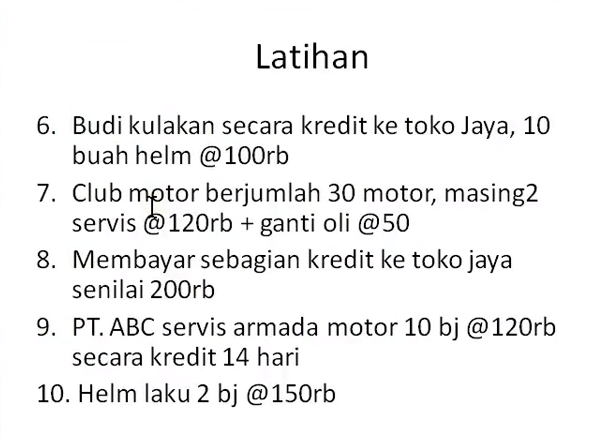 Latihan
6. Budi kulakan secara kredit ke toko Jaya, 10
buah helm @100rb
7. Club motor berjumlah 30 motor, masing2
servis @120rb + ganti oli @50
8. Membayar sebagian kredit ke toko jaya
senilai 200rb
9. PT. ABC servis armada motor 10 bj @120rb
secara kredit 14 hari
10. Helm laku 2 bj @150rb